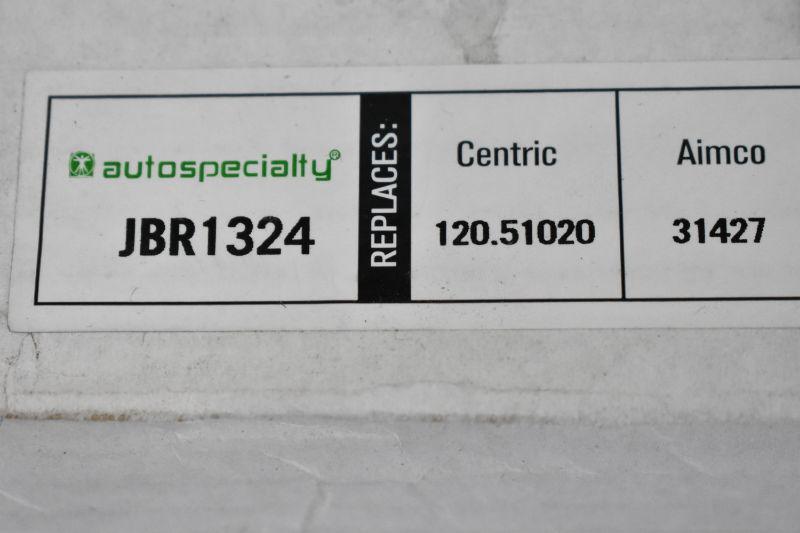 autospecialty®
JBR1324
REPLACES:
Centric
120.51020
Aimco
31427